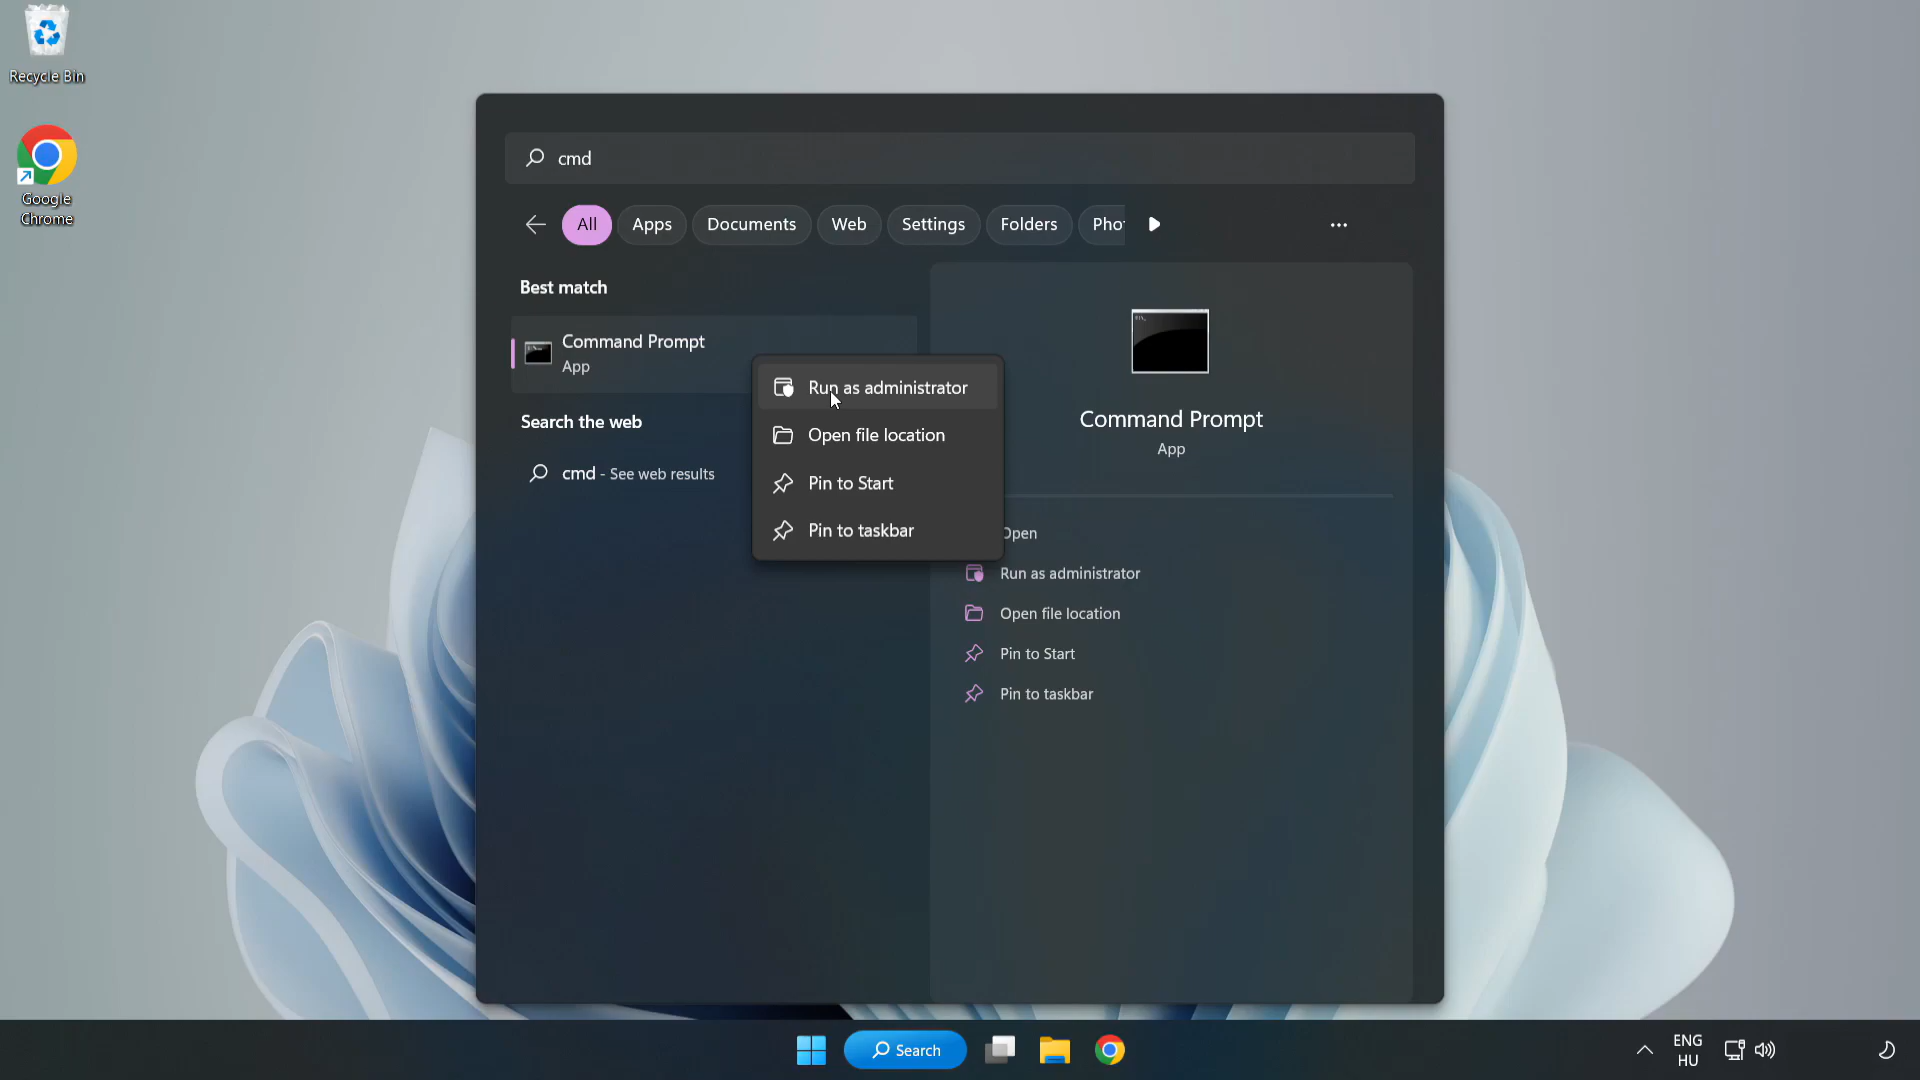 Recycle Bin
Google
Chrome
cmd
All
Apps
Documents
Web
Settings
Folders
Pho
Best match
Command Prompt
App
Search the web
cmd - See web results
Run as administrator
Open file location
Pin to Start
Pin to taskbar
Command Prompt
App
Open
Run as administrator
Open file location
Pin to Start
Pin to taskbar
Search
ENG
HU